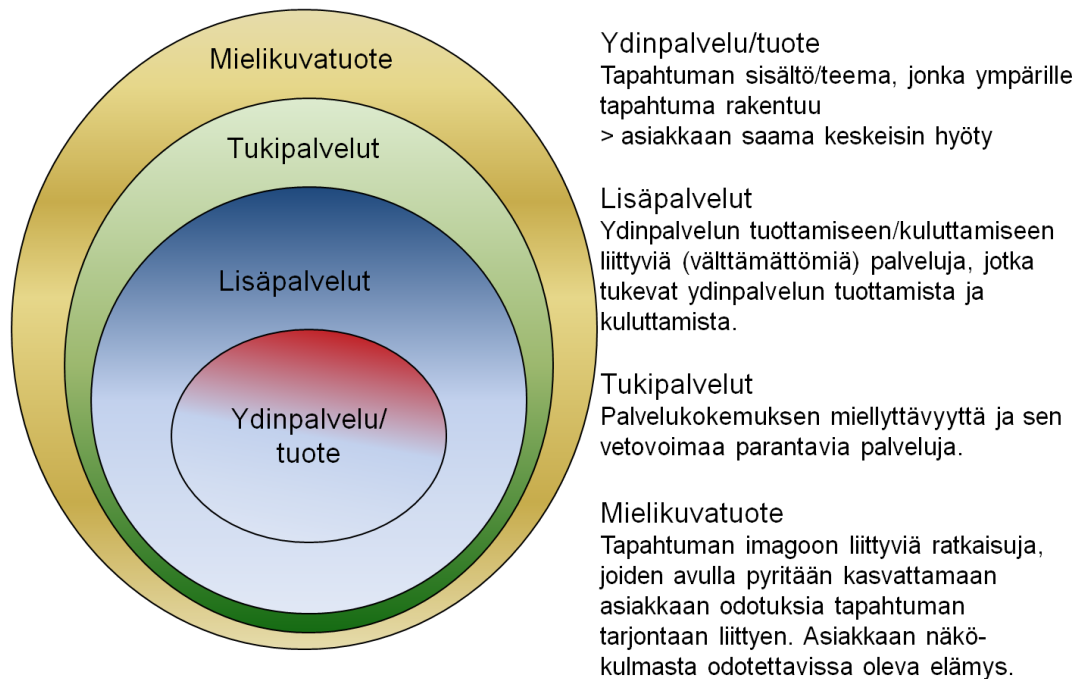 Mielikuvatuote
Tukipalvelut
Lisäpalvelut
Ydinpalvelu/
tuote
Ydinpalvelu/tuote
Tapahtuman sisältö/teema, jonka ympärille
tapahtuma rakentuu
> asiakkaan saama keskeisin hyöty
Lisäpalvelut
Ydinpalvelun tuottamiseen/kuluttamiseen
liittyviä (välttämättömiä) palveluja, jotka
tukevat ydinpalvelun tuottamista ja
kuluttamista.
Tukipalvelut
Palvelukokemuksen miellyttävyyttä ja sen
vetovoimaa parantavia palveluja.
Mielikuvatuote
Tapahtuman imagoon liittyviä ratkaisuja,
joiden avulla pyritään kasvattamaan
asiakkaan odotuksia tapahtuman
tarjontaan liittyen. Asiakkaan näkö-
kulmasta odotettavissa oleva elämys.